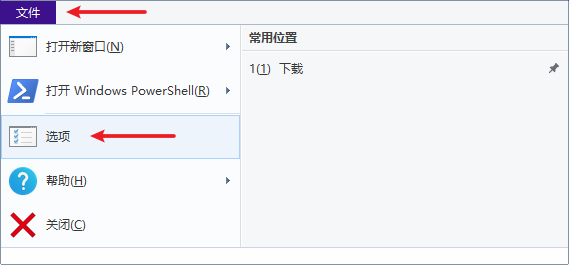 文件
打开新窗口(N)
打开 Windows PowerShell(R)
选项
帮助(H)
关闭(C)
常用位置
1(1) 下载